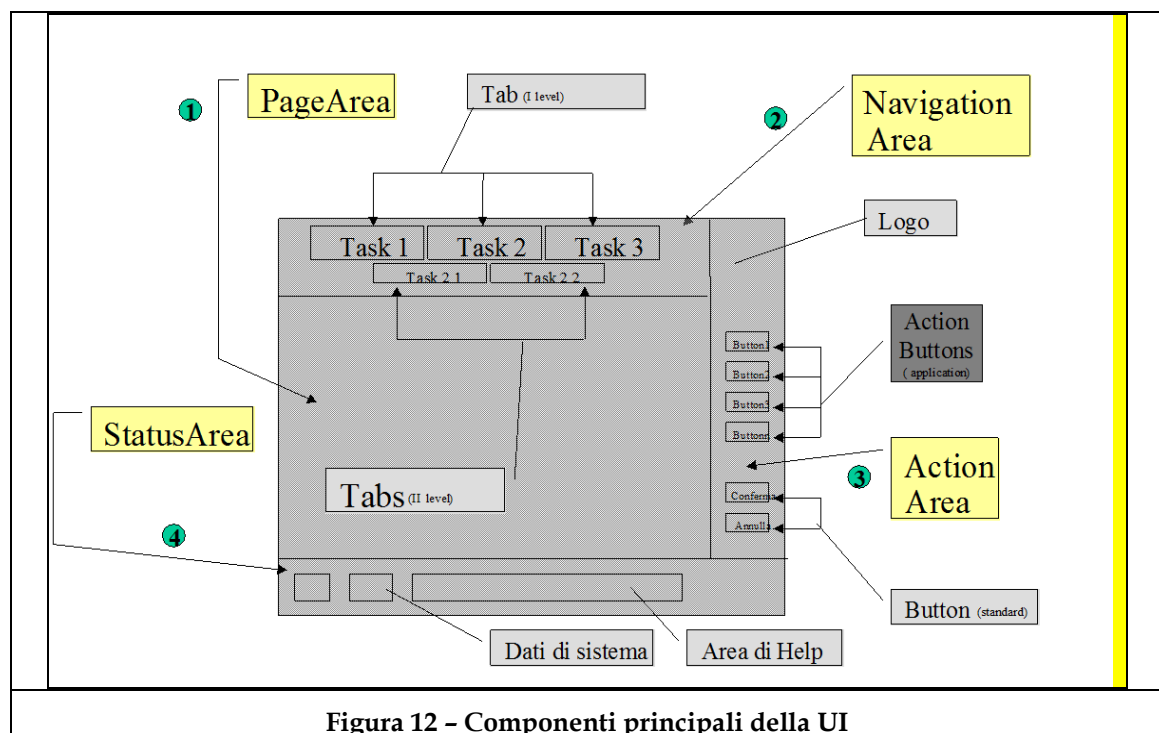 PageArea
1
Tab (I level)
2
Navigation
Area
Logo
Task 1
Task 2
Task 3
Task 2 1
Task 2 2
Action
Buttons
( application)
Button1
Button2
Button3
Buttonn
StatusArea
Tabs (II level)
3
Action
Area
Conferma
Annulla
4
Button (standard)
Dati di sistema
Area di Help
Figura 12 – Componenti principali della UI